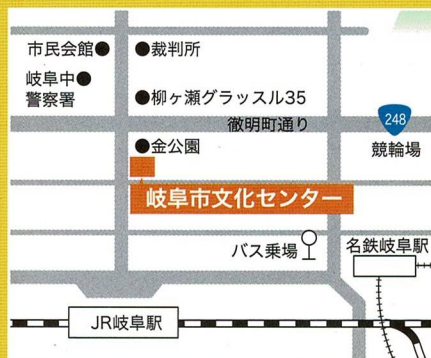 市民会館
裁判所
岐阜中
警察署
柳ヶ瀬グラッスル35
徹明町通り
248
競輪場
金公園
岐阜市文化センター
バス乗場
名鉄岐阜駅
JR岐阜駅